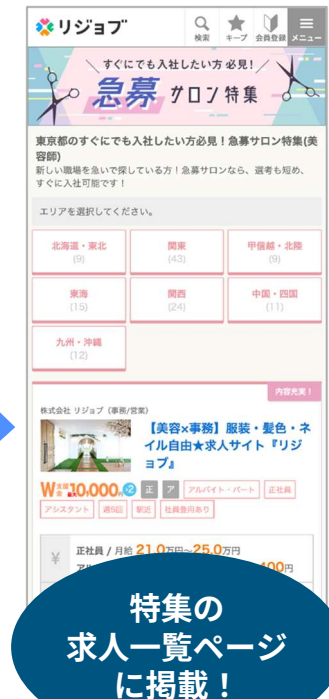 リジョブ
検索
キープ
会員登録
メニュー
すぐにでも入社したい方必見!
急募サロン特集
東京都のすぐにでも入社したい方必見!急募サロン特集(美
容師)
新しい職場を急いで探している方!急募サロンなら、選考も短め、
すぐに入社可能です!
エリアを選択してください。
北海道・東北
(9)
関東
(43)
甲信越・北陸
(9)
東海
(15)
関西
(24)
中国・四国
(11)
九州・沖縄
(12)
内容充実!
株式会社 リジョブ(事務/営業)
【美容×事務】服装・髪色・ネ
イル自由★求人サイト『リジ
ョブ』
10,000
正
ア
アルバイト・パート
正社員
アシスタント
週5回
駅近
社員登用あり
¥
正社員 / 月給 21.0万円~25.0万円
特集の
求人一覧ページ
に掲載!